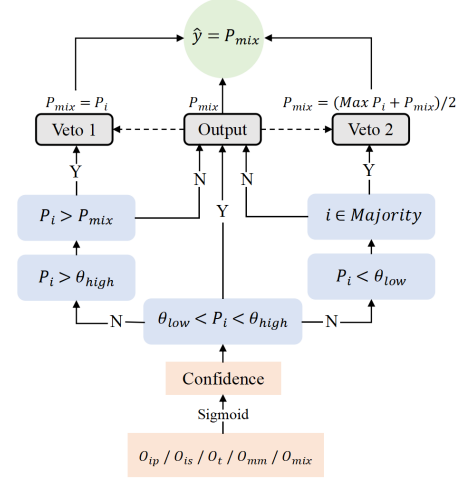 ŷ = P_mix
P_mix = P_i
P_mix
P_mix = (Max P_i + P_mix)/2
Veto 1
Output
Veto 2
Y
N
Y
N
Y
P_i > P_mix
i ∈ Majority
P_i > θ_high
P_i < θ_low
N
θ_low < P_i < θ_high
N
Confidence
Sigmoid
O_ip / O_is / O_t / O_mm / O_mix